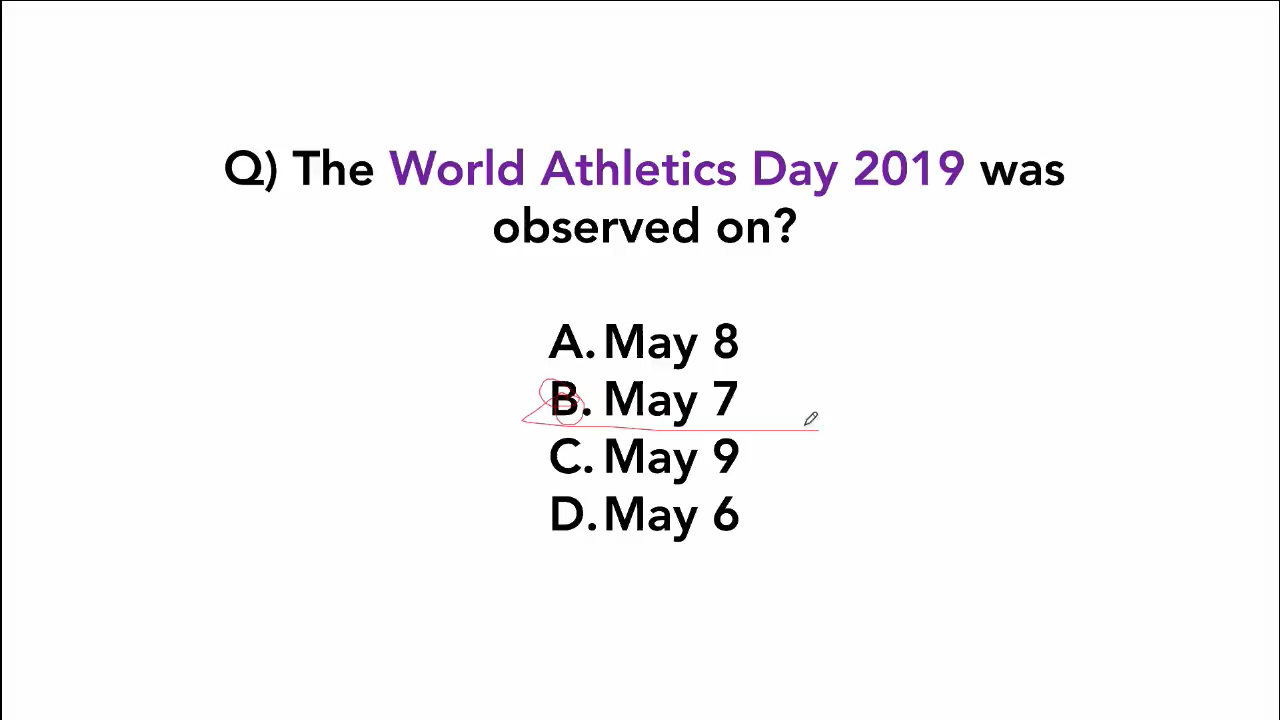 Q) The World Athletics Day 2019 was
observed on?
A. May 8
B. May 7
C. May 9
D. May 6